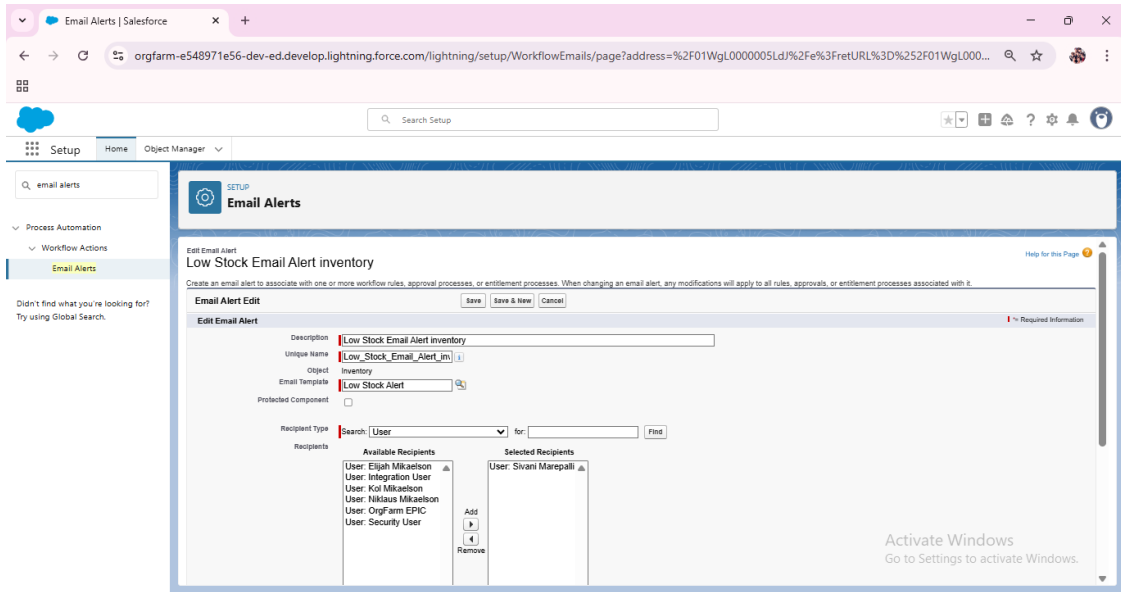 Email Alerts | Salesforce
orgfarm-e548971e56-dev-ed.develop.lightning.force.com/lightning/setup/WorkflowEmails/page?address=%2F01WgL0000005LdJ%2Fe%3FretURL%3D%252F01WgL000...
Search Setup
Setup Home Object Manager
email alerts
Process Automation
Workflow Actions
Email Alerts
Didn't find what you're looking for?
Try using Global Search.
SETUP
Email Alerts
Edit Email Alert
Low Stock Email Alert inventory
Help for this Page
Create an email alert to associate with one or more workflow rules, approval processes, or entitlement processes. When changing an email alert, any modifications will apply to all rules, approvals, or entitlement processes associated with it.
Email Alert Edit Save Save & New Cancel
Edit Email Alert = Required Information
Description Low Stock Email Alert inventory
Unique Name Low_Stock_Email_Alert_in
Object Inventory
Email Template Low Stock Alert
Protected Component
Recipient Type Search: User for: Find
Recipients
Available Recipients Selected Recipients
User: Elijah Mikaelson User: Sivani Marepalli
User: Integration User
User: Kol Mikaelson
User: Niklaus Mikaelson
User: OrgFarm EPIC
User: Security User
Add
Remove
Activate Windows
Go to Settings to activate Windows.